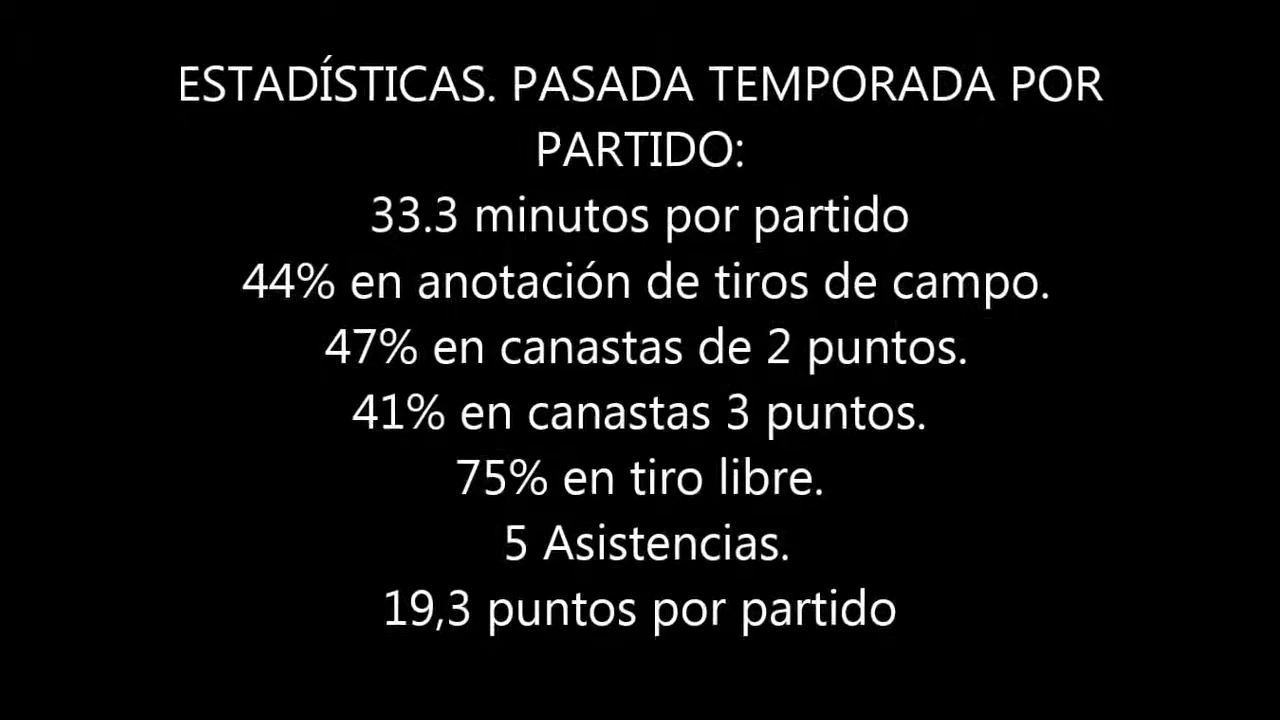 ESTADÍSTICAS. PASADA TEMPORADA POR
PARTIDO:
33.3 minutos por partido
44% en anotación de tiros de campo.
47% en canastas de 2 puntos.
41% en canastas 3 puntos.
75% en tiro libre.
5 Asistencias.
19,3 puntos por partido